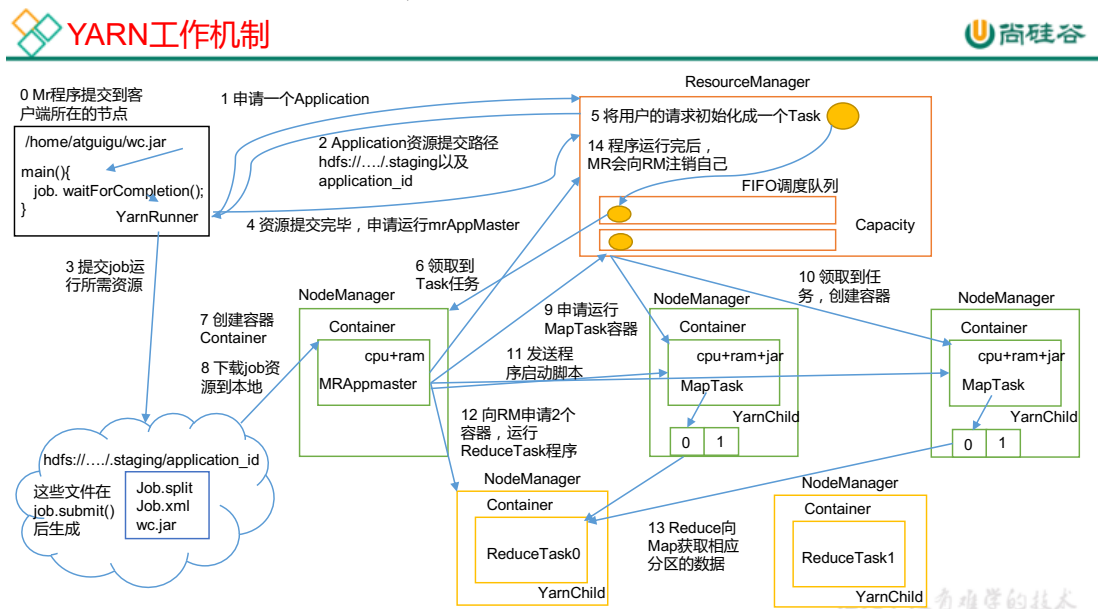 YARN工作机制
尚硅谷
0 Mr程序提交到客
户端所在的节点
/home/atguigu/wc.jar
main(){
job. waitForCompletion();
}
YarnRunner
1 申请一个Application
2 Application资源提交路径
hdfs://…./.staging以及
application_id
4 资源提交完毕，申请运行mrAppMaster
ResourceManager
5 将用户的请求初始化成一个Task
14 程序运行完后，
MR会向RM注销自己
FIFO调度队列
Capacity
3 提交job运
行所需资源
6 领取到
Task任务
10 领取到任
务，创建容器
7 创建容器
Container
8 下载job资
源到本地
NodeManager
Container
cpu+ram
MRAppmaster
9 申请运行
MapTask容器
11 发送程
序启动脚本
NodeManager
Container
cpu+ram+jar
MapTask
YarnChild
0 1
NodeManager
Container
cpu+ram+jar
MapTask
YarnChild
0 1
12 向RM申请2个
容器，运行
ReduceTask程序
hdfs://…./.staging/application_id
这些文件在
job.submit()
后生成
Job.split
Job.xml
wc.jar
NodeManager
Container
ReduceTask0
YarnChild
13 Reduce向
Map获取相应
分区的数据
NodeManager
Container
ReduceTask1
YarnChild
有难学的技术